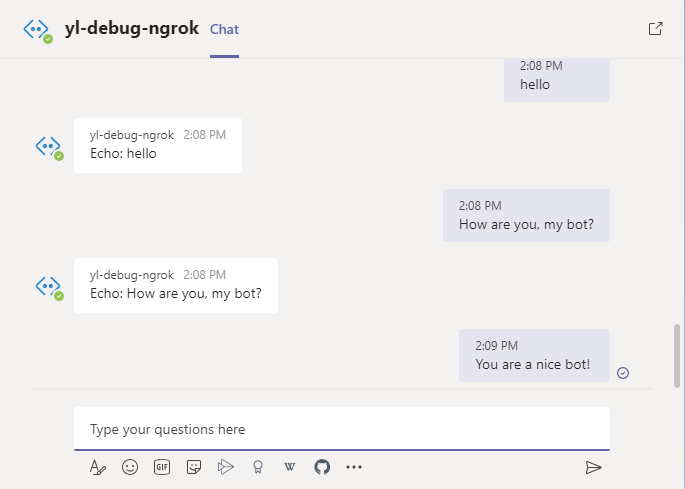 yl-debug-ngrok Chat
2:08 PM
hello
yl-debug-ngrok 2:08 PM
Echo: hello
2:08 PM
How are you, my bot?
yl-debug-ngrok 2:08 PM
Echo: How are you, my bot?
2:09 PM
You are a nice bot!
Type your questions here
GIF
W